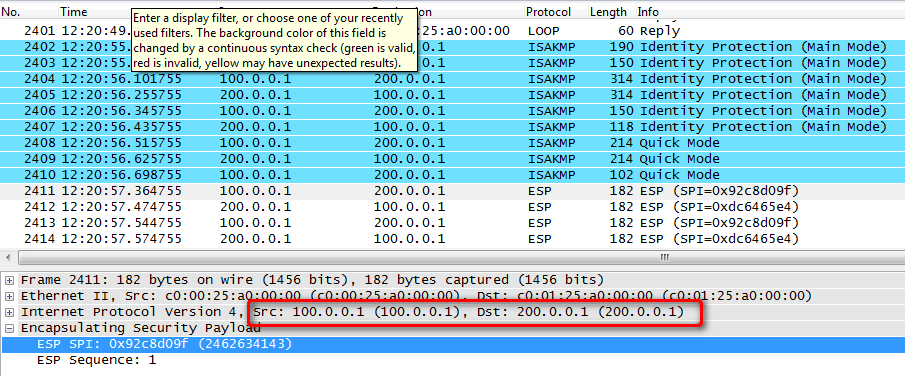 No. Time Protocol Length Info
Enter a display filter, or choose one of your recently used filters. The background color of this field is changed by a continuous syntax check (green is valid, red is invalid, yellow may have unexpected results).
2401 12:20:49. :25:a0:00:00 LOOP 60 Reply
2402 12:20:55. 0.1 ISAKMP 190 Identity Protection (Main Mode)
2403 12:20:55. 0.1 ISAKMP 150 Identity Protection (Main Mode)
2404 12:20:56.101755 100.0.0.1 200.0.0.1 ISAKMP 314 Identity Protection (Main Mode)
2405 12:20:56.255755 200.0.0.1 100.0.0.1 ISAKMP 314 Identity Protection (Main Mode)
2406 12:20:56.345755 100.0.0.1 200.0.0.1 ISAKMP 150 Identity Protection (Main Mode)
2407 12:20:56.435755 200.0.0.1 100.0.0.1 ISAKMP 118 Identity Protection (Main Mode)
2408 12:20:56.515755 100.0.0.1 200.0.0.1 ISAKMP 214 Quick Mode
2409 12:20:56.625755 200.0.0.1 100.0.0.1 ISAKMP 214 Quick Mode
2410 12:20:56.698755 100.0.0.1 200.0.0.1 ISAKMP 102 Quick Mode
2411 12:20:57.364755 100.0.0.1 200.0.0.1 ESP 182 ESP (SPI=0x92c8d09f)
2412 12:20:57.474755 200.0.0.1 100.0.0.1 ESP 182 ESP (SPI=0xdc6465e4)
2413 12:20:57.544755 100.0.0.1 200.0.0.1 ESP 182 ESP (SPI=0x92c8d09f)
2414 12:20:57.574755 200.0.0.1 100.0.0.1 ESP 182 ESP (SPI=0xdc6465e4)
Frame 2411: 182 bytes on wire (1456 bits), 182 bytes captured (1456 bits)
Ethernet II, Src: c0:00:25:a0:00:00 (c0:00:25:a0:00:00), Dst: c0:01:25:a0:00:00 (c0:01:25:a0:00:00)
Internet Protocol Version 4, Src: 100.0.0.1 (100.0.0.1), Dst: 200.0.0.1 (200.0.0.1)
Encapsulating Security Payload
ESP SPI: 0x92c8d09f (2462634143)
ESP Sequence: 1